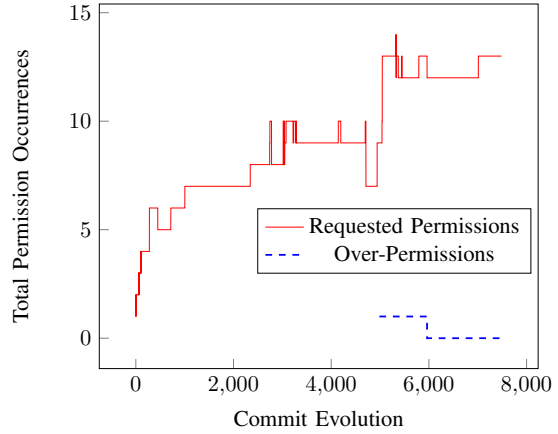 15
10
5
0
Total Permission Occurrences
Requested Permissions
Over-Permissions
0
2,000
4,000
6,000
8,000
Commit Evolution